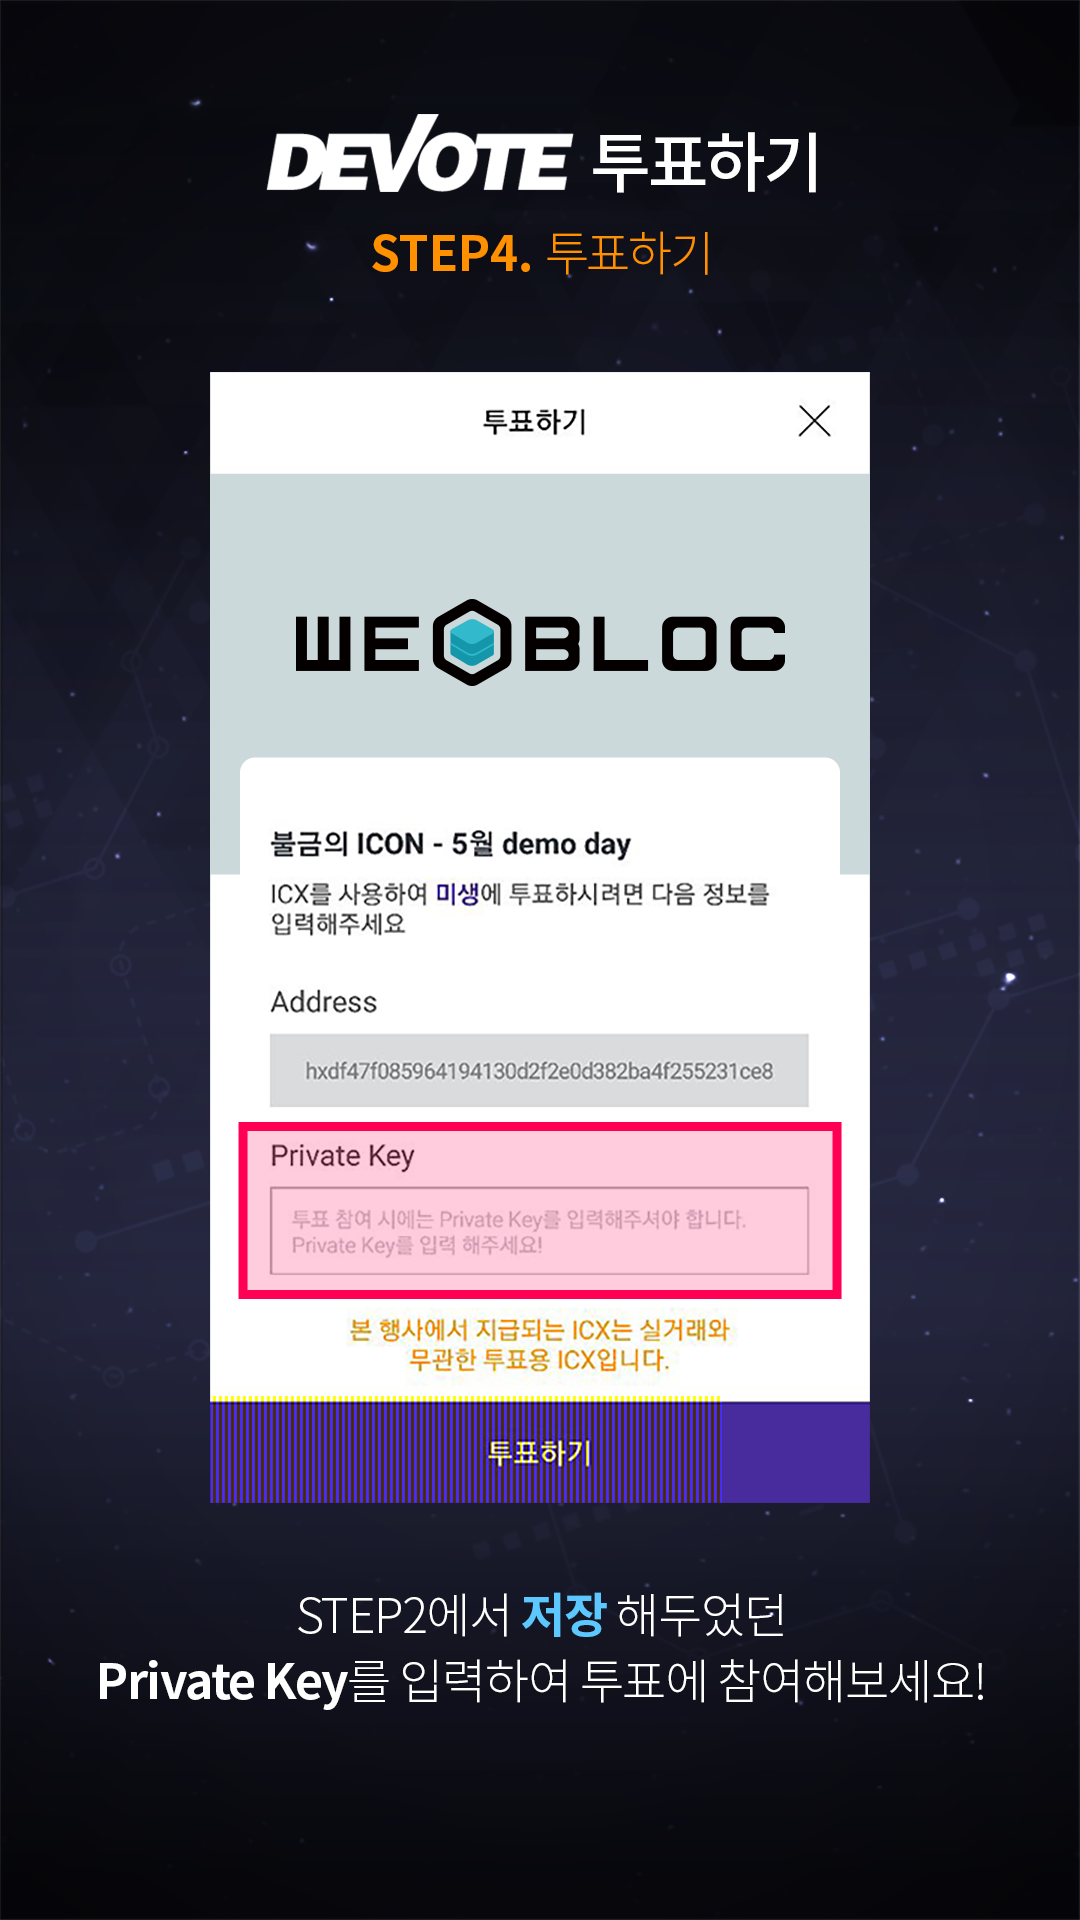 DEVOTE 투표하기
STEP4. 투표하기
투표하기
WEBLOC
불금의 ICON - 5월 demo day
ICX를 사용하여 미생에 투표하시려면 다음 정보를
입력해주세요
Address
hxdf47f085964194130d2f2e0d382ba4f255231ce8
Private Key
투표 참여 시에는 Private Key를 입력해주셔야 합니다.
Private Key를 입력 해주세요!
본 행사에서 지급되는 ICX는 실거래와
무관한 투표용 ICX입니다.
투표하기
STEP2에서 저장 해두었던
Private Key를 입력하여 투표에 참여해보세요!